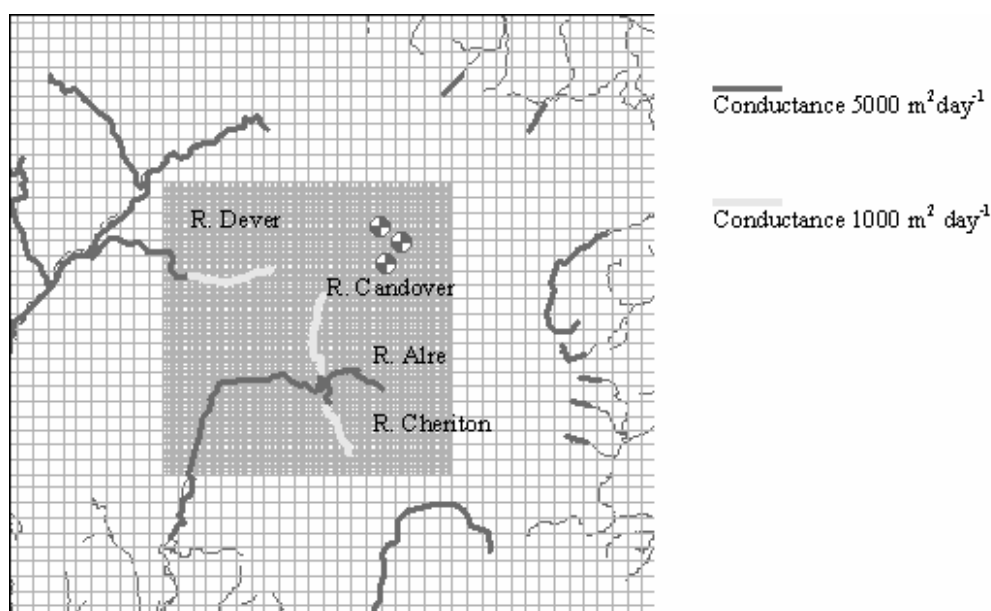 Conductance 5000 m²day⁻¹
R. Dever
Conductance 1000 m² day⁻¹
R. Candover
R. Alre
R. Cheriton